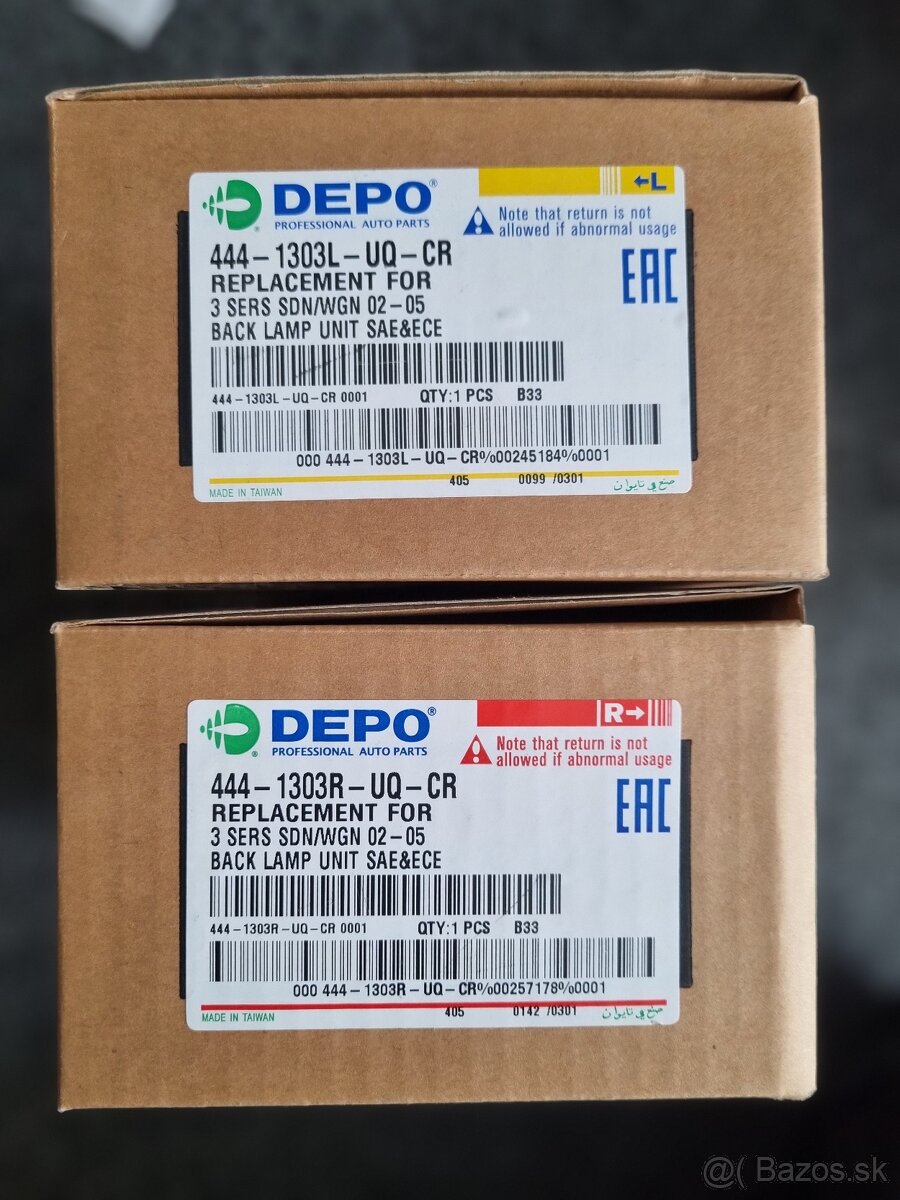 DEPO®
PROFESSIONAL AUTO PARTS
←L
Note that return is not
allowed if abnormal usage
444-1303L-UQ-CR
REPLACEMENT FOR
3 SERS SDN/WGN 02-05
BACK LAMP UNIT SAE&ECE
EAC
444-1303L-UQ-CR 0001 QTY:1 PCS B33
000 444-1303L-UQ-CR%00245184%0001
405 0099 /0301
MADE IN TAIWAN صنع في تايوان
DEPO®
PROFESSIONAL AUTO PARTS
R→
Note that return is not
allowed if abnormal usage
444-1303R-UQ-CR
REPLACEMENT FOR
3 SERS SDN/WGN 02-05
BACK LAMP UNIT SAE&ECE
EAC
444-1303R-UQ-CR 0001 QTY:1 PCS B33
000 444-1303R-UQ-CR%00257178%0001
405 0142 /0301
MADE IN TAIWAN صنع في تايوان
@( Bazos.sk